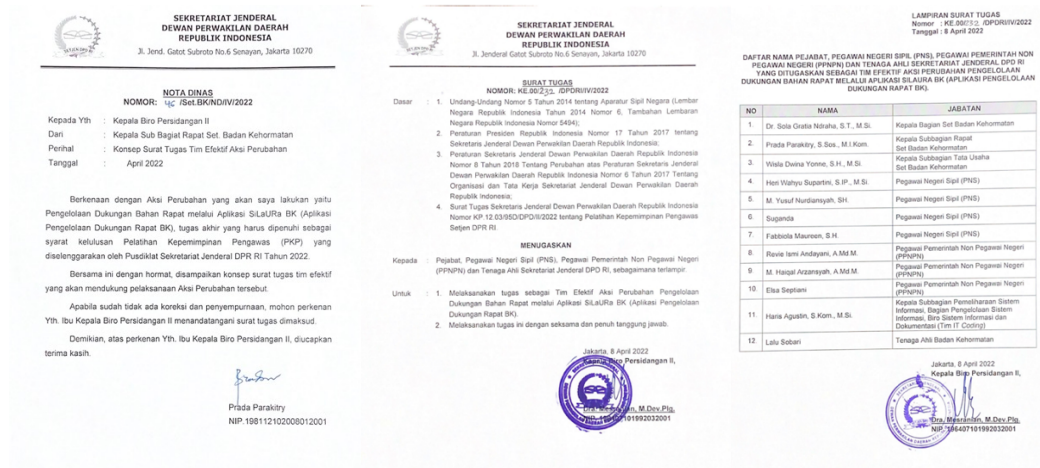 SEKRETARIAT JENDERAL
DEWAN PERWAKILAN DAERAH
REPUBLIK INDONESIA
Jl. Jend. Gatot Subroto No.6 Senayan, Jakarta 10270
NOTA DINAS
NOMOR: 46 /Set.BK/ND/IV/2022
Kepada Yth : Kepala Biro Persidangan II
Dari : Kepala Sub Bagiat Rapat Set. Badan Kehormatan
Perihal : Konsep Surat Tugas Tim Efektif Aksi Perubahan
Tanggal : April 2022
Berkenaan dengan Aksi Perubahan yang akan saya lakukan yaitu
Pengelolaan Dukungan Bahan Rapat melalui Aplikasi SiLaURa BK (Aplikasi
Pengelolaan Dukungan Rapat BK), tugas akhir yang harus dipenuhi sebagai
syarat kelulusan Pelatihan Kepemimpinan Pengawas (PKP) yang
diselenggarakan oleh Pusdiklat Sekretariat Jenderal DPR RI Tahun 2022.
Bersama ini dengan hormat, disampaikan konsep surat tugas tim efektif
yang akan mendukung pelaksanaan Aksi Perubahan tersebut.
Apabila sudah tidak ada koreksi dan penyempurnaan, mohon perkenan
Yth. Ibu Kepala Biro Persidangan II menandatangani surat tugas dimaksud.
Demikian, atas perkenan Yth. Ibu Kepala Biro Persidangan II, diucapkan
terima kasih.
Prada Parakitry
NIP.198112102008012001
SEKRETARIAT JENDERAL
DEWAN PERWAKILAN DAERAH
REPUBLIK INDONESIA
Jl. Jenderal Gatot Subroto No.6 Senayan, Jakarta 10270
SURAT TUGAS
NOMOR: KE.00/232 /DPDRI/IV/2022
Dasar : 1. Undang-Undang Nomor 5 Tahun 2014 tentang Aparatur Sipil Negara (Lembar
Negara Republik Indonesia Tahun 2014 Nomor 6, Tambahan Lembaran
Negara Republik Indonesia Nomor 5494);
2. Peraturan Presiden Republik Indonesia Nomor 17 Tahun 2017 tentang
Sekretaris Jenderal Dewan Perwakilan Daerah Republik Indonesia;
3. Peraturan Sekretaris Jenderal Dewan Perwakilan Daerah Republik Indonesia
Nomor 8 Tahun 2018 Tentang Perubahan atas Peraturan Sekretaris Jenderal
Dewan Perwakilan Daerah Republik Indonesia Nomor 6 Tahun 2017 Tentang
Organisasi dan Tata Kerja Sekretariat Jenderal Dewan Perwakilan Daerah
Republik Indonesia;
4. Surat Tugas Sekretaris Jenderal Dewan Perwakilan Daerah Republik Indonesia
Nomor KP.12.03/95D/DPD/II/2022 tentang Pelatihan Kepemimpinan Pengawas
Setjen DPR RI.
MENUGASKAN
Kepada : Pejabat, Pegawai Negeri Sipil (PNS), Pegawai Pemerintah Non Pegawai Negeri
(PPNPN) dan Tenaga Ahli Sekretariat Jenderal DPD RI, sebagaimana terlampir.
Untuk : 1. Melaksanakan tugas sebagai Tim Efektif Aksi Perubahan Pengelolaan
Dukungan Bahan Rapat melalui Aplikasi SiLaURa BK (Aplikasi Pengelolaan
Dukungan Rapat BK).
2. Melaksanakan tugas ini dengan seksama dan penuh tanggung jawab.
Jakarta, 8 April 2022
Kepala Biro Persidangan II,
M.Dev.Plg.
LAMPIRAN SURAT TUGAS
Nomor : KE.00/232 /DPDRI/IV/2022
Tanggal : 8 April 2022
DAFTAR NAMA PEJABAT, PEGAWAI NEGERI SIPIL (PNS), PEGAWAI PEMERINTAH NON
PEGAWAI NEGERI (PPNPN) DAN TENAGA AHLI SEKRETARIAT JENDERAL DPD RI
YANG DITUGASKAN SEBAGAI TIM EFEKTIF AKSI PERUBAHAN PENGELOLAAN
DUKUNGAN BAHAN RAPAT MELALUI APLIKASI SILAURA BK (APLIKASI PENGELOLAAN
DUKUNGAN RAPAT BK).
NO NAMA JABATAN
1. Dr. Sola Gratia Ndraha, S.T., M.Si. Kepala Bagian Set Badan Kehormatan
2. Prada Parakitry, S.Sos., M.I.Kom. Kepala Subbagian Rapat
Set Badan Kehormatan
3. Wisla Dwina Yonne, S.H., M.Si. Kepala Subbagian Tata Usaha
Set Badan Kehormatan
4. Heri Wahyu Supartini, S.IP., M.Si. Pegawai Negeri Sipil (PNS)
5. M. Yusuf Nurdiansyah, SH. Pegawai Negeri Sipil (PNS)
6. Suganda Pegawai Negeri Sipil (PNS)
7. Fabbiola Maureen, S.H. Pegawai Negeri Sipil (PNS)
8. Revie Ismi Andayani, A.Md.M. Pegawai Pemerintah Non Pegawai Negeri
(PPNPN)
9. M. Haiqal Arzansyah, A.Md.M. Pegawai Pemerintah Non Pegawai Negeri
(PPNPN)
10. Elsa Septiani Pegawai Pemerintah Non Pegawai Negeri
(PPNPN)
11. Haris Agustin, S.Kom., M.Si. Kepala Subbagian Pemeliharaan Sistem
Informasi, Bagian Pengelolaan Sistem
Informasi, Biro Sistem Informasi dan
Dokumentasi (Tim IT Coding)
12. Lalu Sobari Tenaga Ahli Badan Kehormatan
Jakarta, 8 April 2022
Kepala Biro Persidangan II,
Dra. Mesranian, M.Dev.Plg.
NIP. 196407101992032001